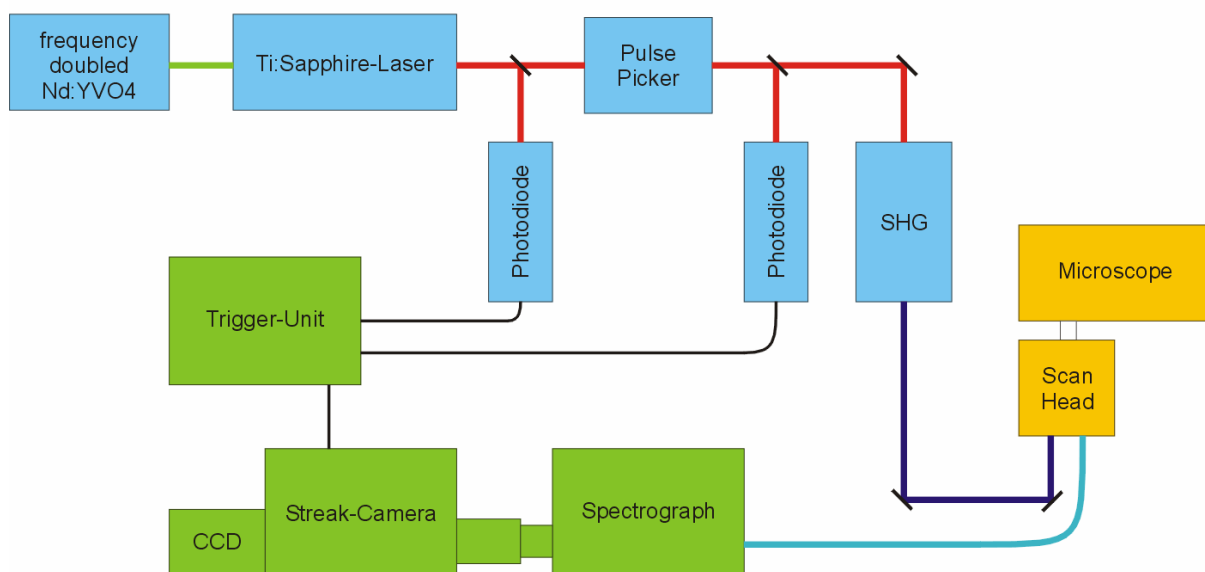 frequency
doubled
Nd:YVO4
Ti:Sapphire-Laser
Pulse
Picker
Photodiode
Photodiode
SHG
Microscope
Trigger-Unit
Scan
Head
Streak-Camera
Spectrograph
CCD